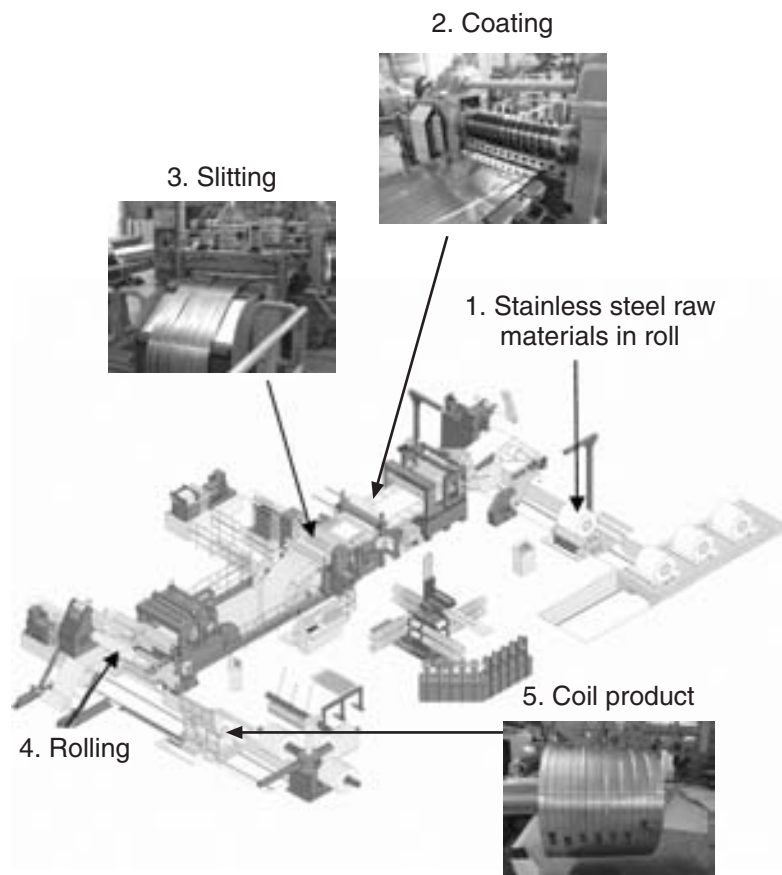 2. Coating
3. Slitting
1. Stainless steel raw
materials in roll
5. Coil product
4. Rolling